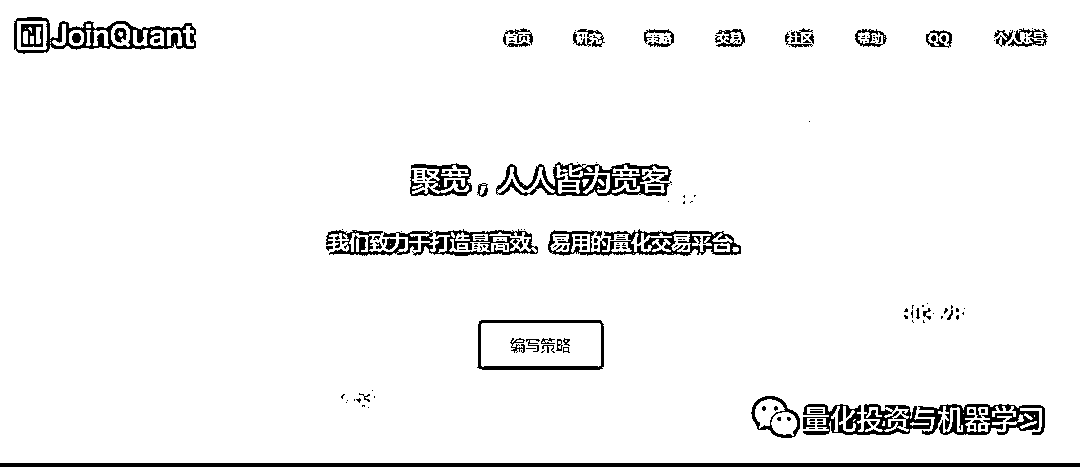 JoinQuant 首页 研究 策略 交易 社区 帮助 QQ 个人账号
聚宽，人人皆为宽客
我们致力于打造最高效、易用的量化交易平台。
编写策略
量化投资与机器学习